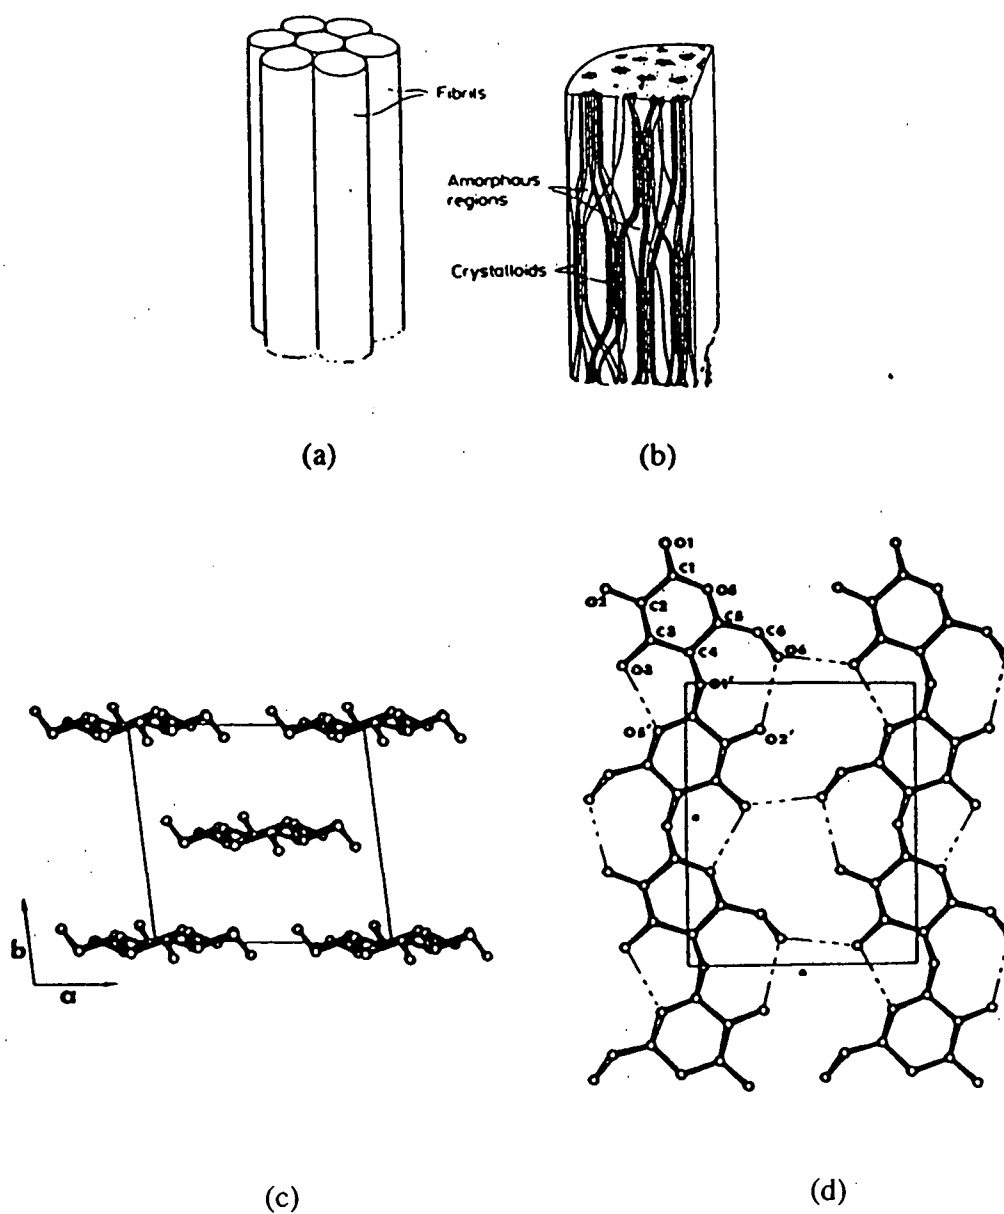 Fibrils
Amorphous
regions
Crystalloids
(a)
(b)
O1
C1
O5
O2
C2
C5
C3
C6
C4
O6
O3
O1'
O5'
O2'
b
a
(c)
(d)